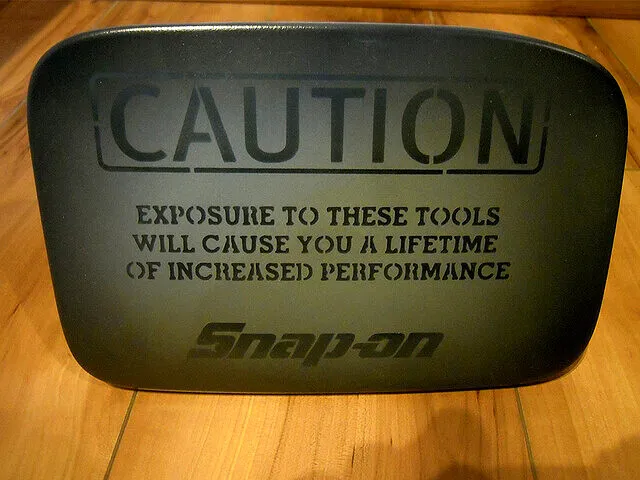 CAUTION
EXPOSURE TO THESE TOOLS
WILL CAUSE YOU A LIFETIME
OF INCREASED PERFORMANCE
Snap-on